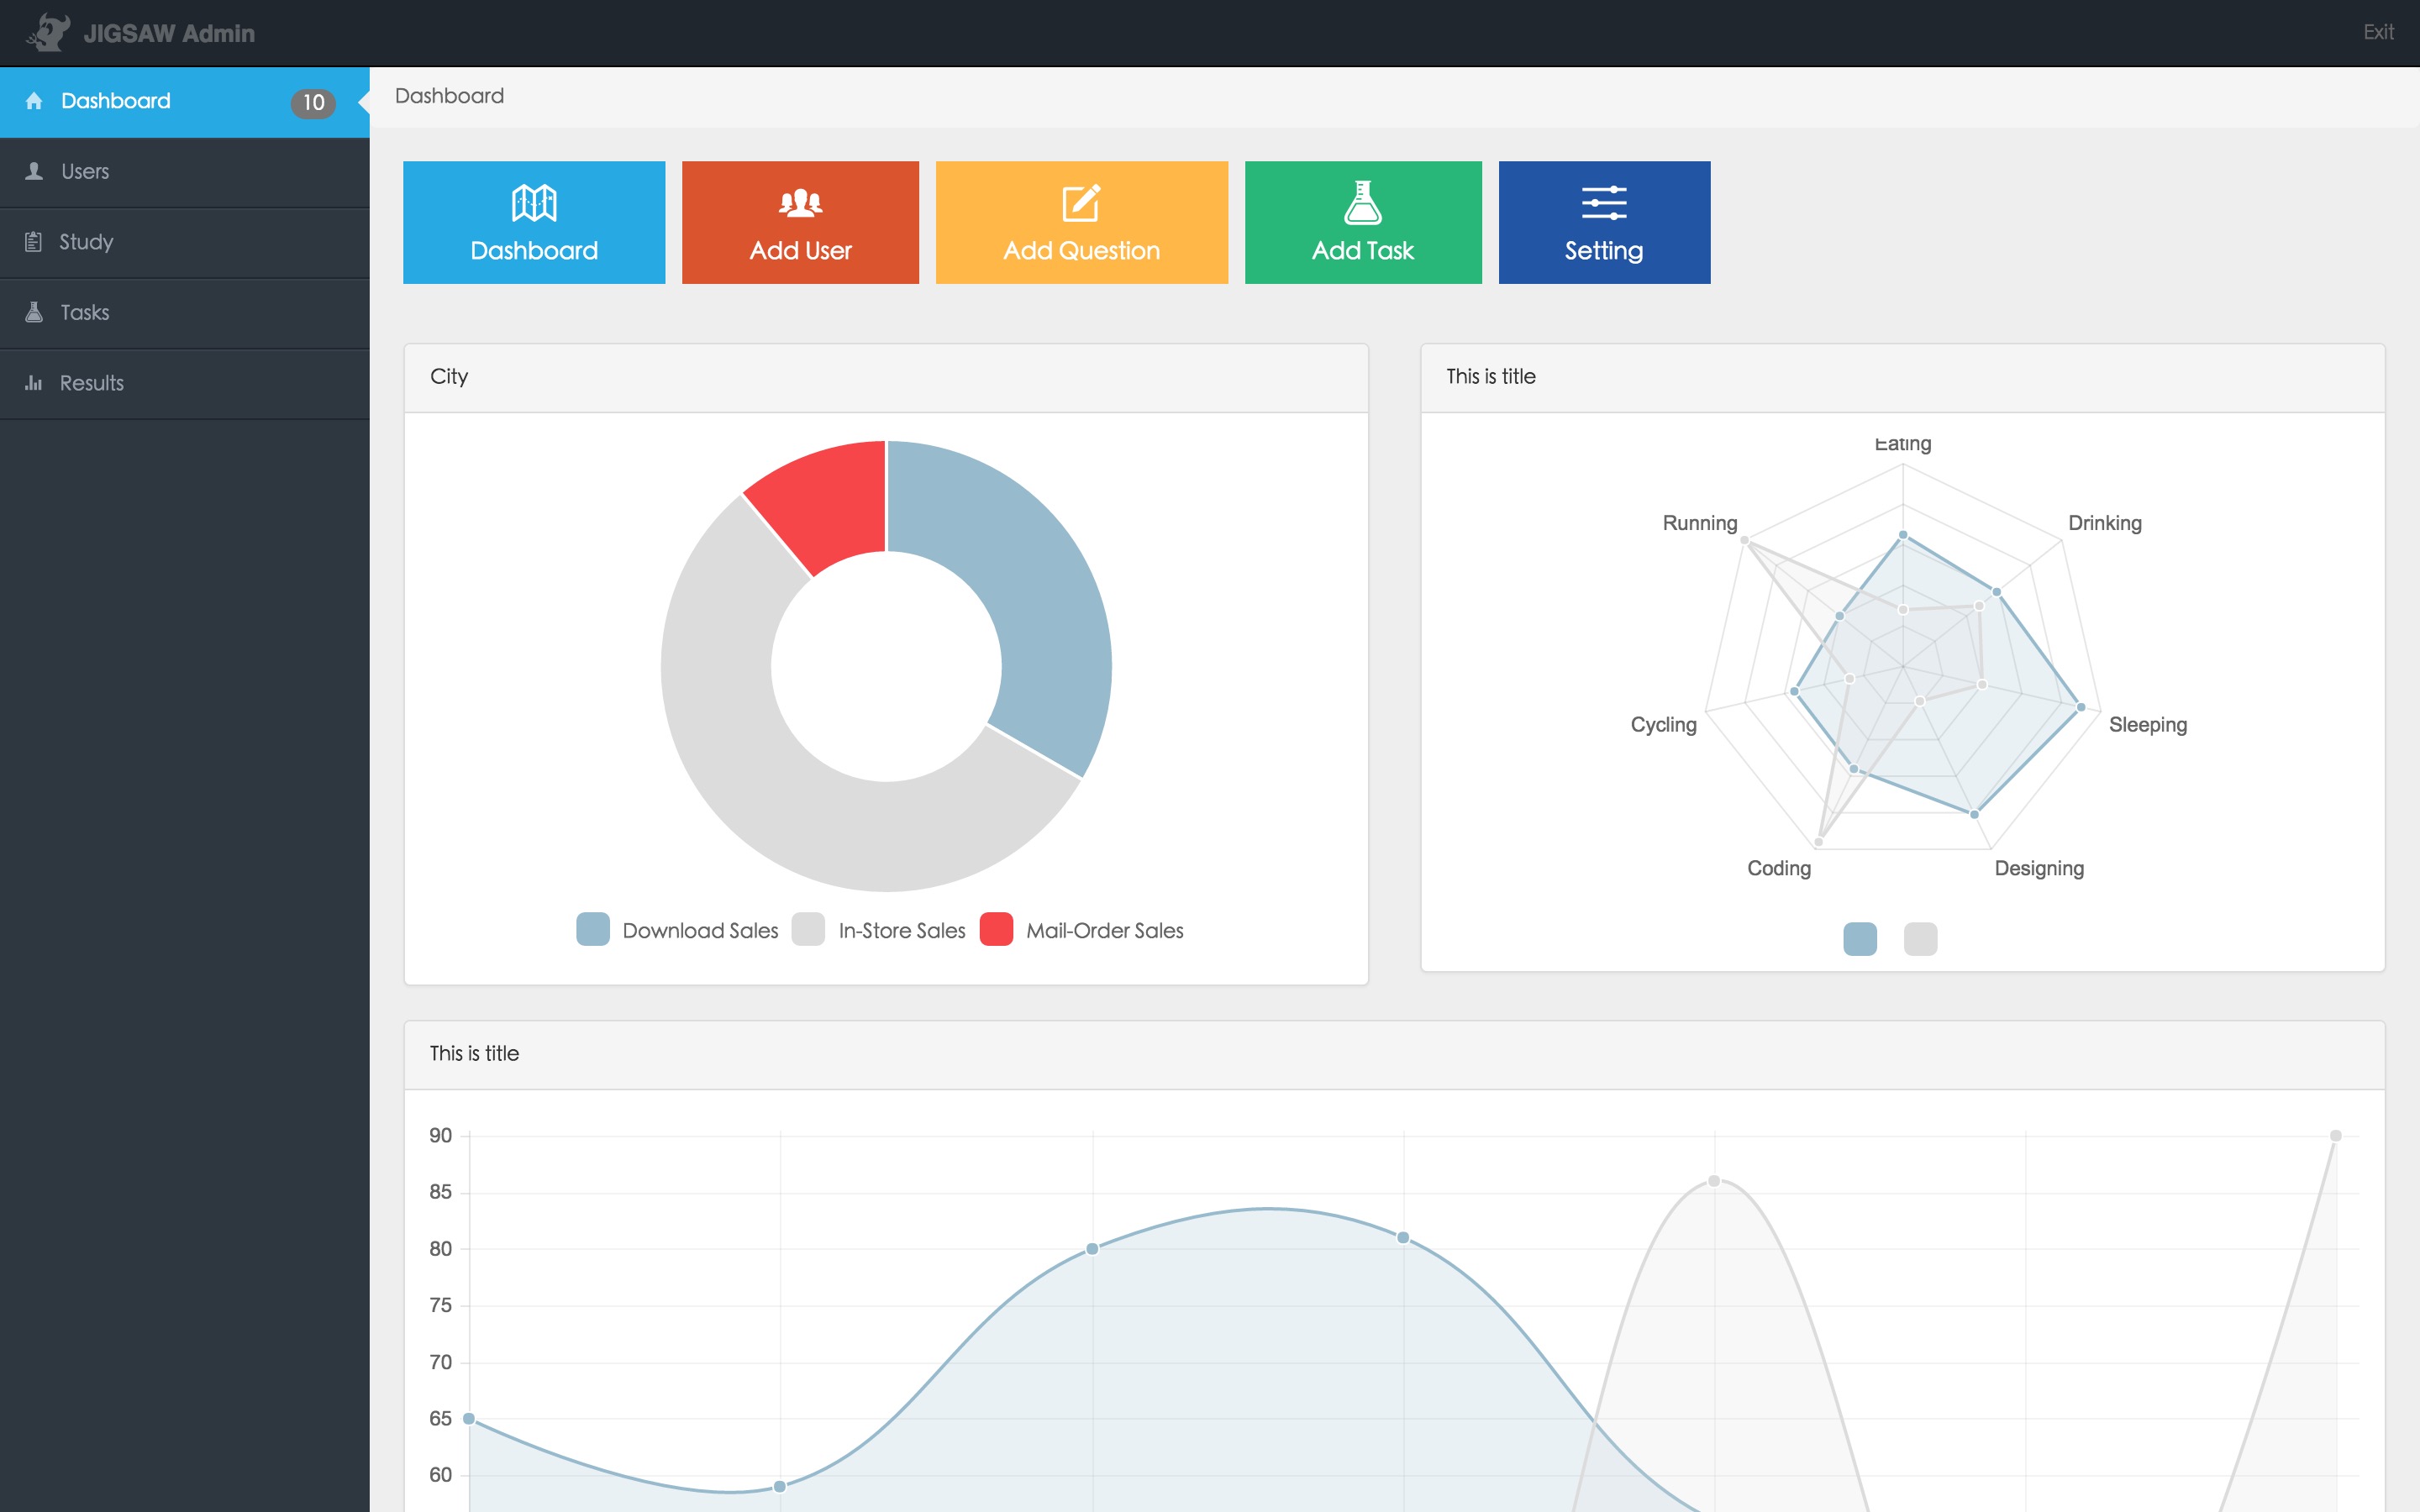 JIGSAW Admin
Exit
Dashboard 10
Users
Study
Tasks
Results
Dashboard
Dashboard
Add User
Add Question
Add Task
Setting
City
Download Sales In-Store Sales Mail-Order Sales
This is title
Eating
Drinking
Sleeping
Designing
Coding
Cycling
Running
This is title
90
85
80
75
70
65
60